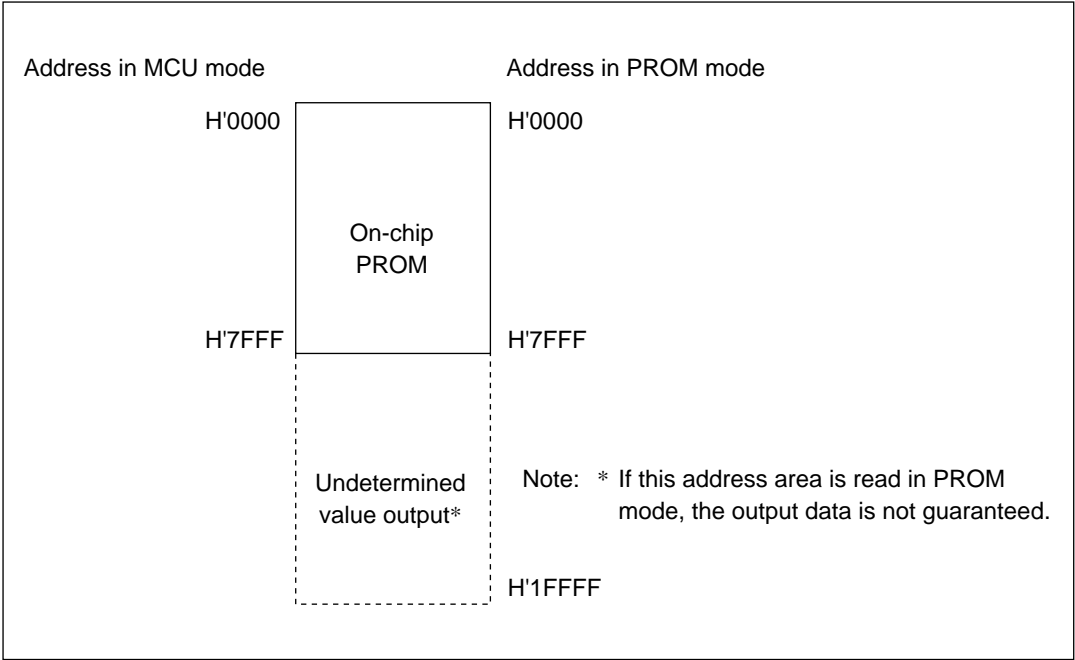 Address in MCU mode
Address in PROM mode
H'0000
H'0000
On-chip
PROM
H'7FFF
H'7FFF
Undetermined
value output*
Note: * If this address area is read in PROM
mode, the output data is not guaranteed.
H'1FFFF